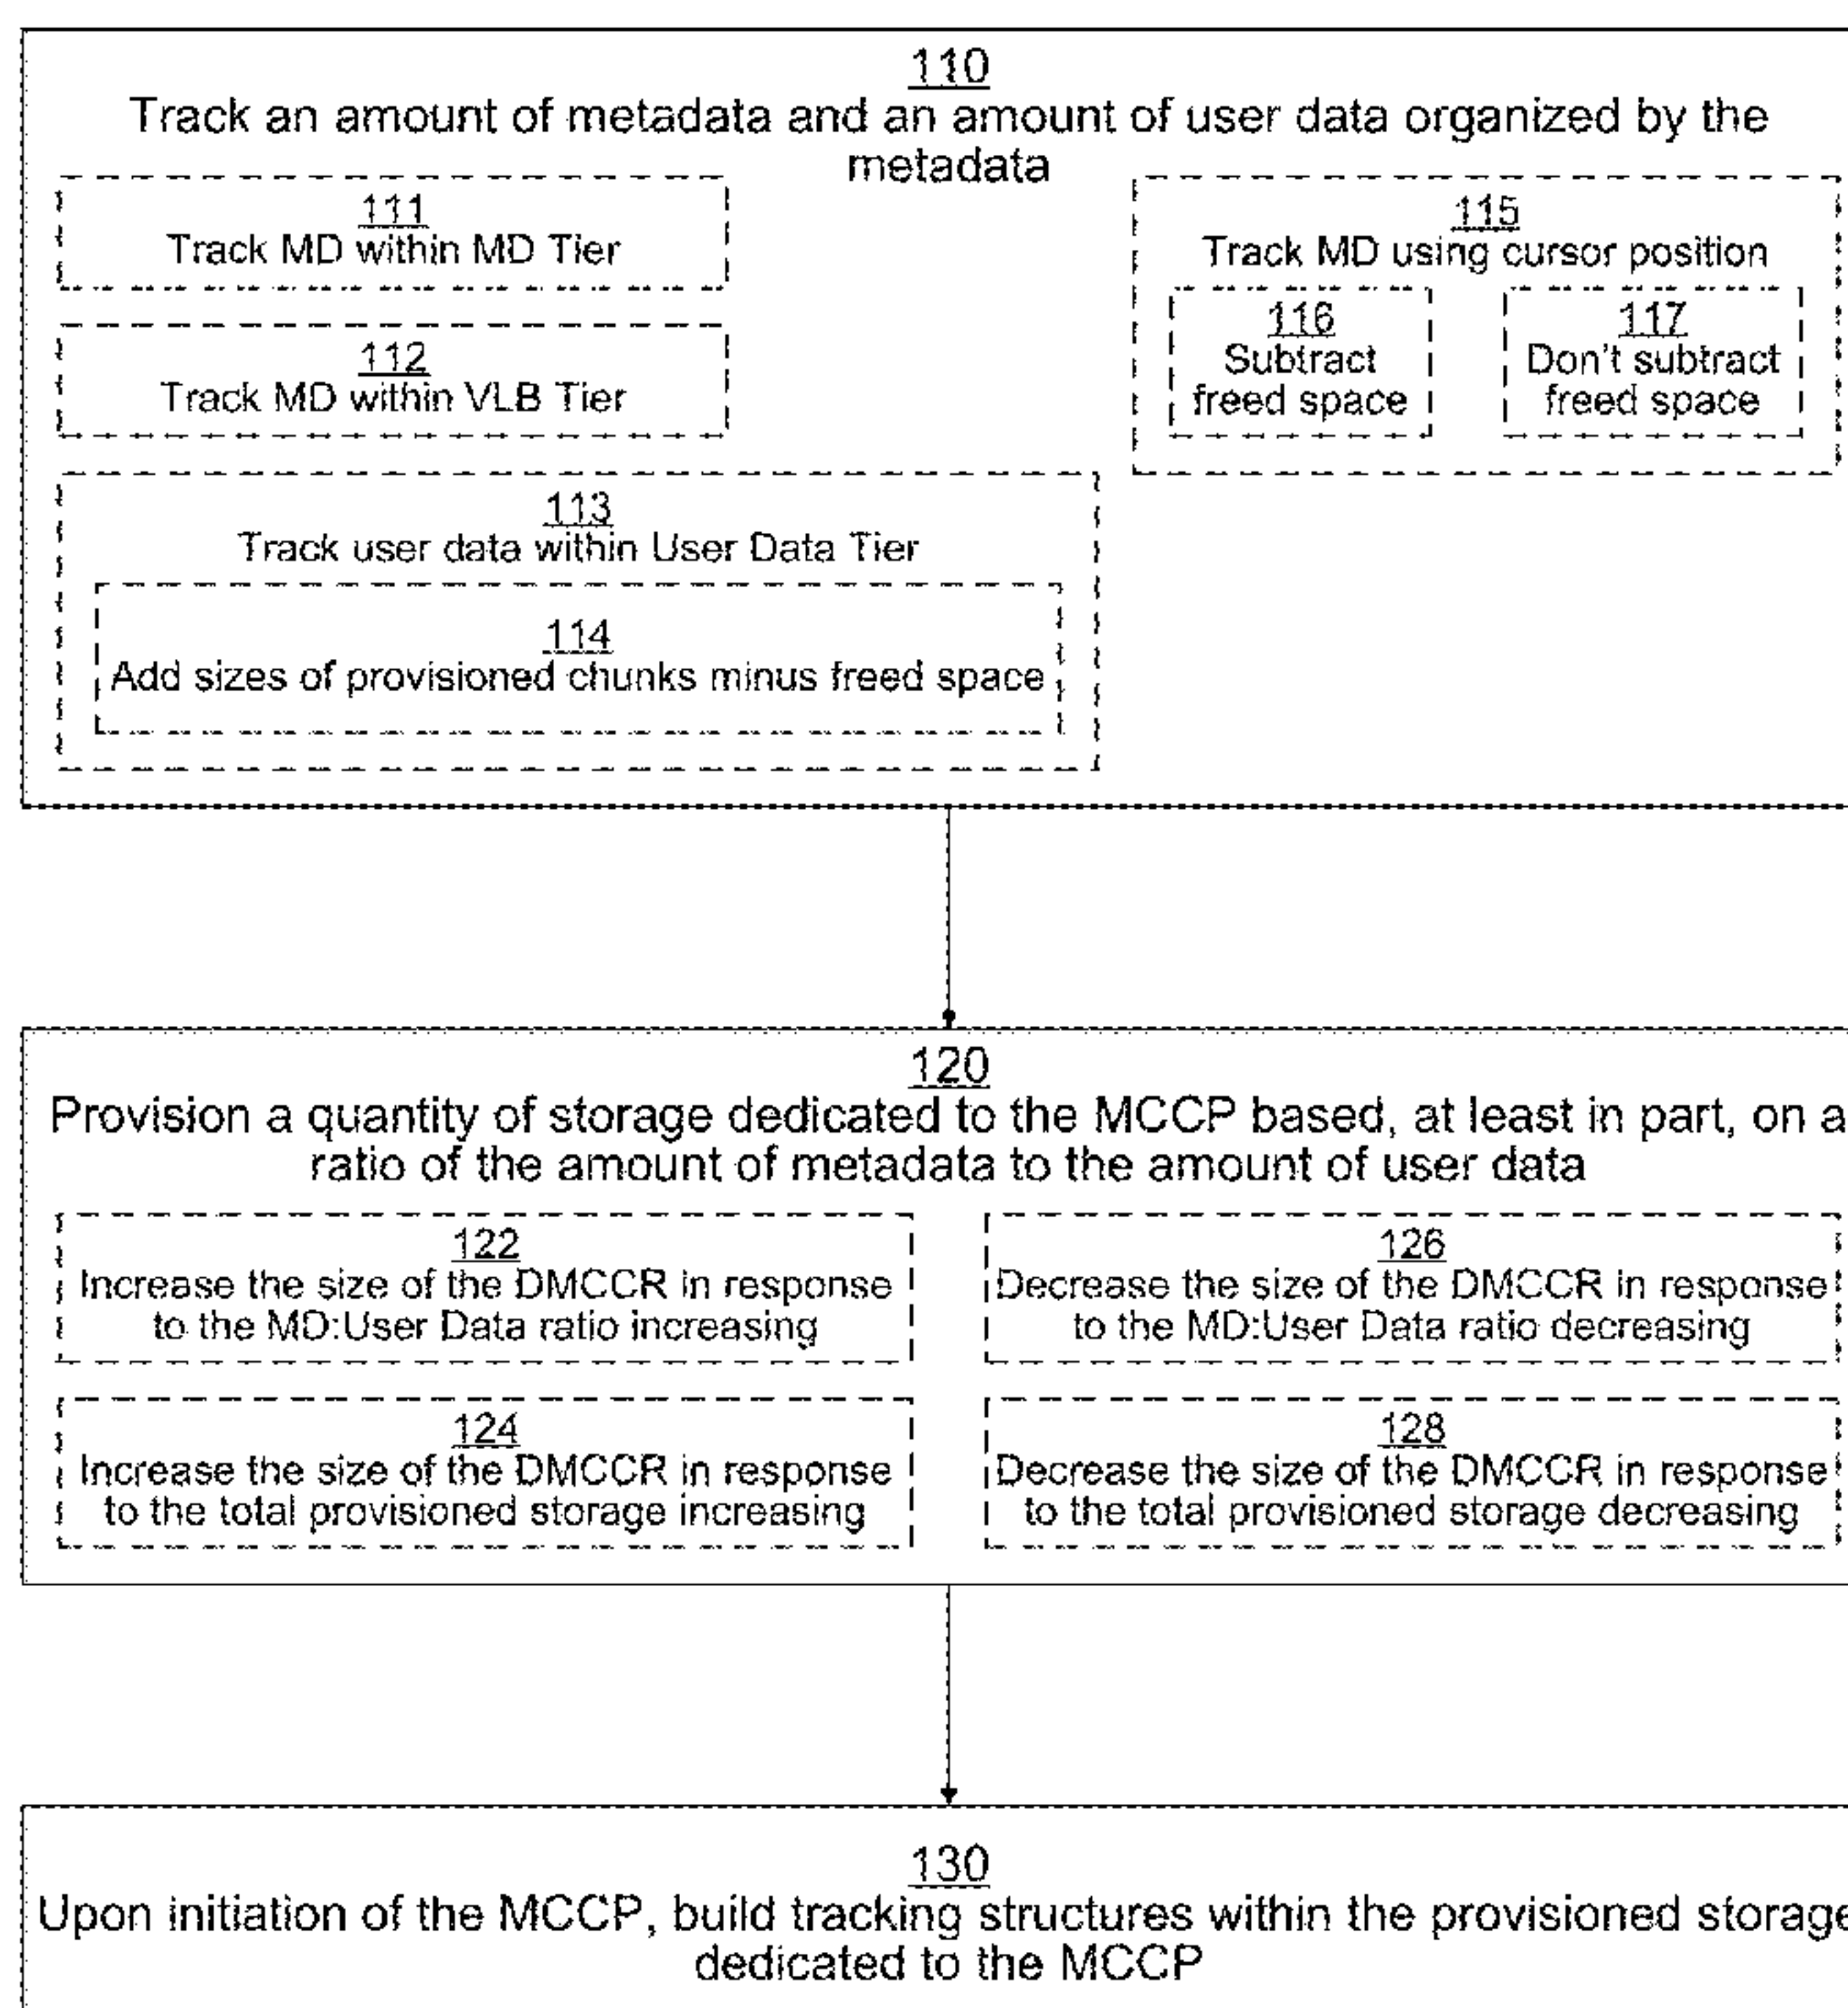 110
Track an amount of metadata and an amount of user data organized by the
metadata
111
Track MD within MD Tier
112
Track MD within VLB Tier
113
Track user data within User Data Tier
114
Add sizes of provisioned chunks minus freed space
115
Track MD using cursor position
116
Subtract
freed space
117
Don't subtract
freed space
120
Provision a quantity of storage dedicated to the MCCP based, at least in part, on a
ratio of the amount of metadata to the amount of user data
122
Increase the size of the DMCCR in response
to the MD:User Data ratio increasing
124
Increase the size of the DMCCR in response
to the total provisioned storage increasing
126
Decrease the size of the DMCCR in response
to the MD:User Data ratio decreasing
128
Decrease the size of the DMCCR in response
to the total provisioned storage decreasing
130
Upon initiation of the MCCP, build tracking structures within the provisioned storage
dedicated to the MCCP